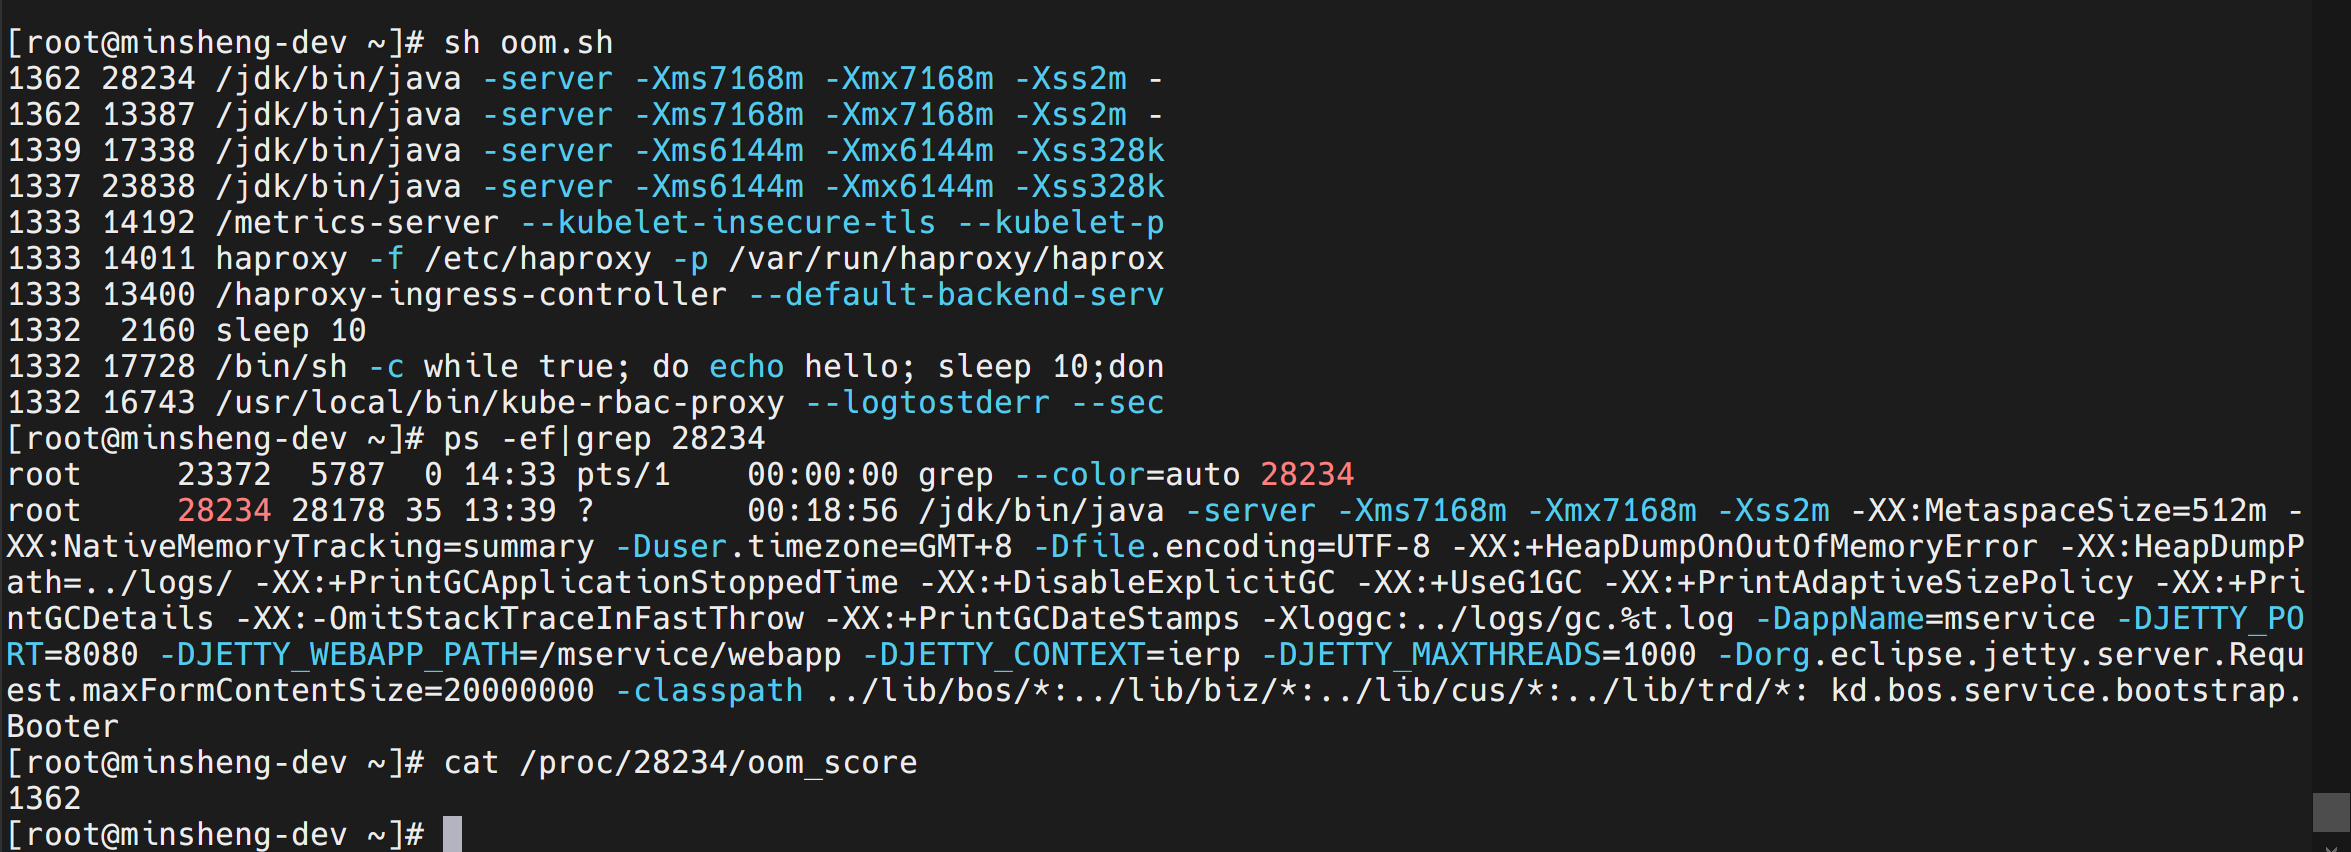 [root@minsheng-dev ~]# sh oom.sh
1362 28234 /jdk/bin/java -server -Xms7168m -Xmx7168m -Xss2m -
1362 13387 /jdk/bin/java -server -Xms7168m -Xmx7168m -Xss2m -
1339 17338 /jdk/bin/java -server -Xms6144m -Xmx6144m -Xss328k
1337 23838 /jdk/bin/java -server -Xms6144m -Xmx6144m -Xss328k
1333 14192 /metrics-server --kubelet-insecure-tls --kubelet-p
1333 14011 haproxy -f /etc/haproxy -p /var/run/haproxy/haprox
1333 13400 /haproxy-ingress-controller --default-backend-serv
1332  2160 sleep 10
1332 17728 /bin/sh -c while true; do echo hello; sleep 10;don
1332 16743 /usr/local/bin/kube-rbac-proxy --logtostderr --sec
[root@minsheng-dev ~]# ps -ef|grep 28234
root     23372  5787  0 14:33 pts/1    00:00:00 grep --color=auto 28234
root     28234 28178 35 13:39 ?        00:18:56 /jdk/bin/java -server -Xms7168m -Xmx7168m -Xss2m -XX:MetaspaceSize=512m -
XX:NativeMemoryTracking=summary -Duser.timezone=GMT+8 -Dfile.encoding=UTF-8 -XX:+HeapDumpOnOutOfMemoryError -XX:HeapDumpP
ath=../logs/ -XX:+PrintGCApplicationStoppedTime -XX:+DisableExplicitGC -XX:+UseG1GC -XX:+PrintAdaptiveSizePolicy -XX:+Pri
ntGCDetails -XX:-OmitStackTraceInFastThrow -XX:+PrintGCDateStamps -Xloggc:../logs/gc.%t.log -DappName=mservice -DJETTY_PO
RT=8080 -DJETTY_WEBAPP_PATH=/mservice/webapp -DJETTY_CONTEXT=ierp -DJETTY_MAXTHREADS=1000 -Dorg.eclipse.jetty.server.Requ
est.maxFormContentSize=20000000 -classpath ../lib/bos/*:../lib/biz/*:../lib/cus/*:../lib/trd/*: kd.bos.service.bootstrap.
Booter
[root@minsheng-dev ~]# cat /proc/28234/oom_score
1362
[root@minsheng-dev ~]#